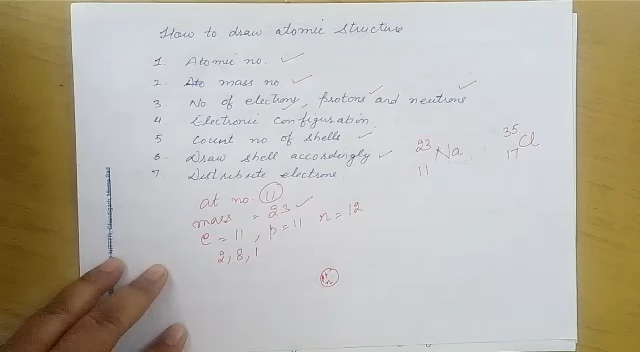 How to draw atomic structure
1. Atomic no.
2. mass no.
3. No of electrons, protons and neutrons
4 Electronic configuration
5 Count no of shells
6. Draw shell accordingly
7. Distribute electrons
23 11 Na
35 17 Cl
at no. 11
mass = 23
e = 11, p = 11 n = 12
2, 8, 1